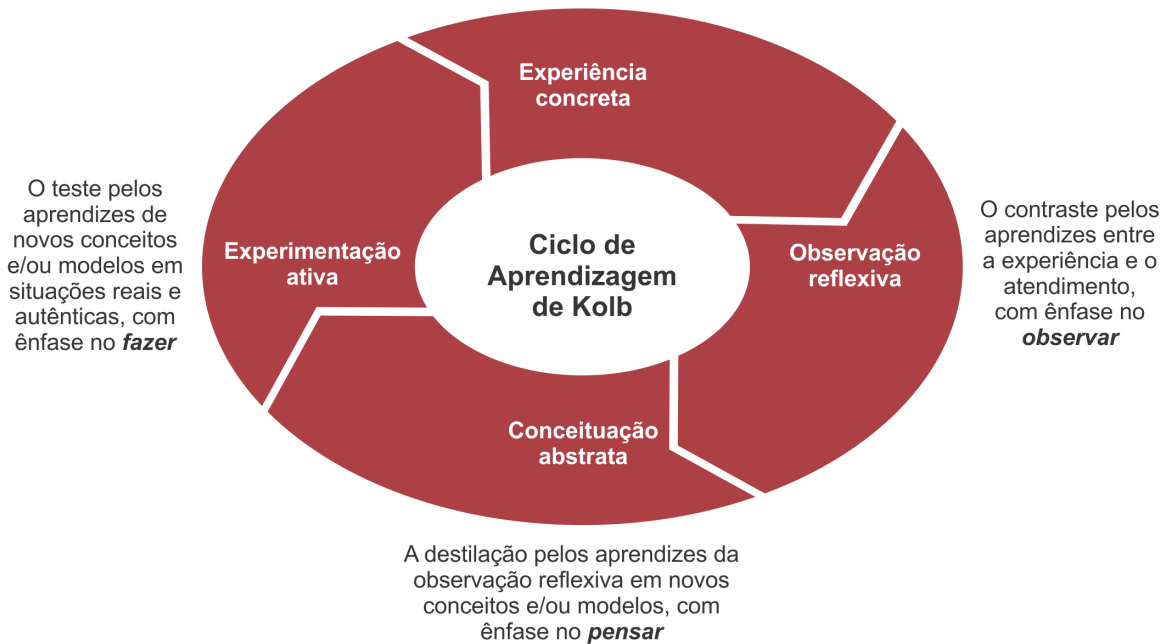 Experiência
concreta
O contraste pelos
aprendizes entre
a experiência e o
atendimento,
com ênfase no
observar
Observação
reflexiva
Conceituação
abstrata
A destilação pelos aprendizes da
observação reflexiva em novos
conceitos e/ou modelos, com
ênfase no pensar
Experimentação
ativa
O teste pelos
aprendizes de
novos conceitos
e/ou modelos em
situações reais e
autênticas, com
ênfase no fazer
Ciclo de
Aprendizagem
de Kolb